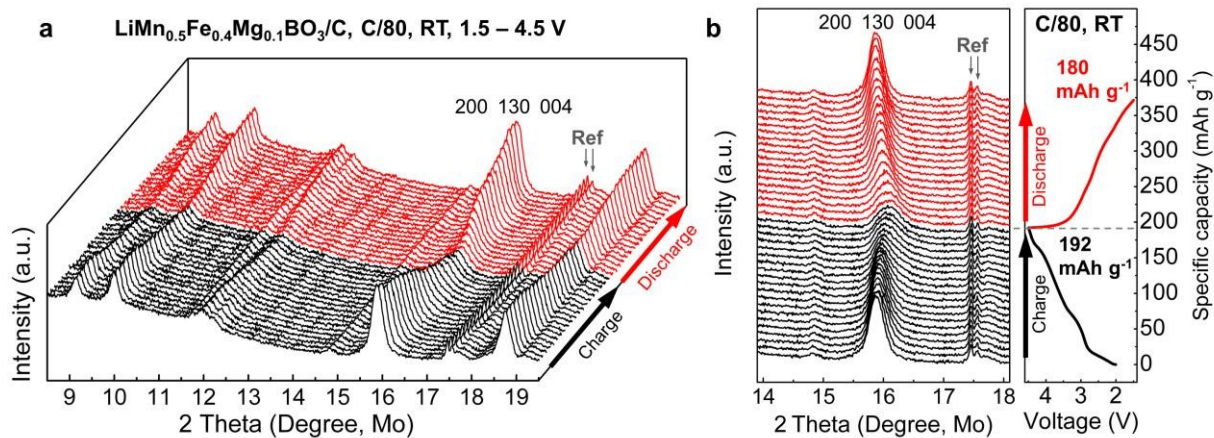 a LiMn₀.₅Fe₀.₄Mg₀.₁BO₃/C, C/80, RT, 1.5 – 4.5 V
200 130 004
Ref
Intensity (a.u.)
Charge
Discharge
9 10 11 12 13 14 15 16 17 18 19
2 Theta (Degree, Mo)
b 200 130 004
Ref
Intensity (a.u.)
14 15 16 17 18
2 Theta (Degree, Mo)
C/80, RT
180
mAh g⁻¹
Discharge
192
mAh g⁻¹
Charge
450
400
350
300
250
200
150
100
50
0
Specific capacity (mAh g⁻¹)
4 3 2
Voltage (V)